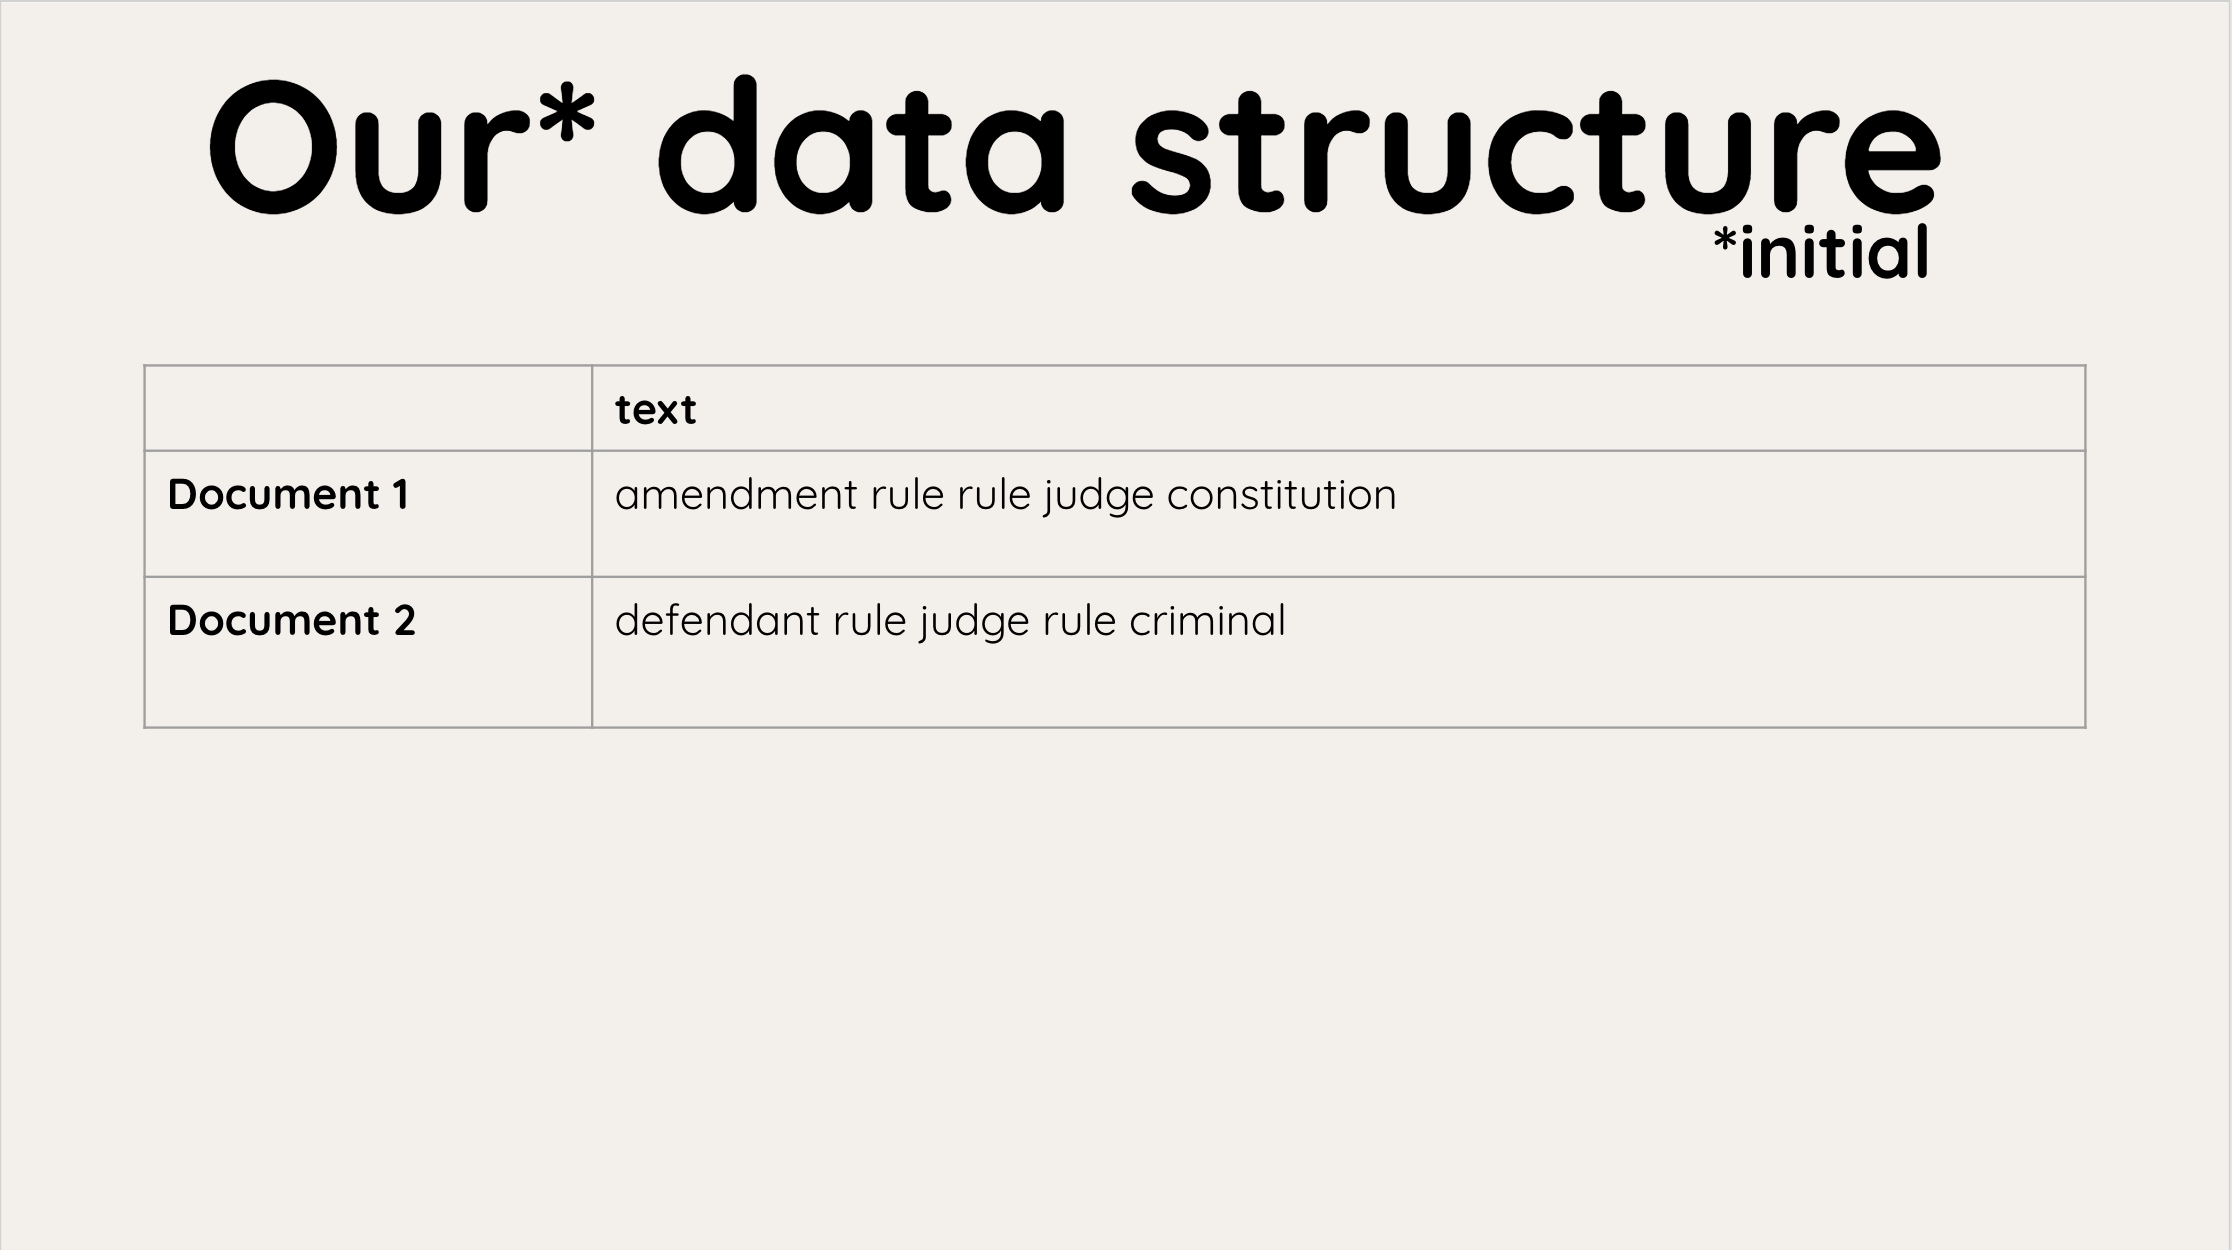 Our* data structure
*initial
text
Document 1 amendment rule rule judge constitution
Document 2 defendant rule judge rule criminal